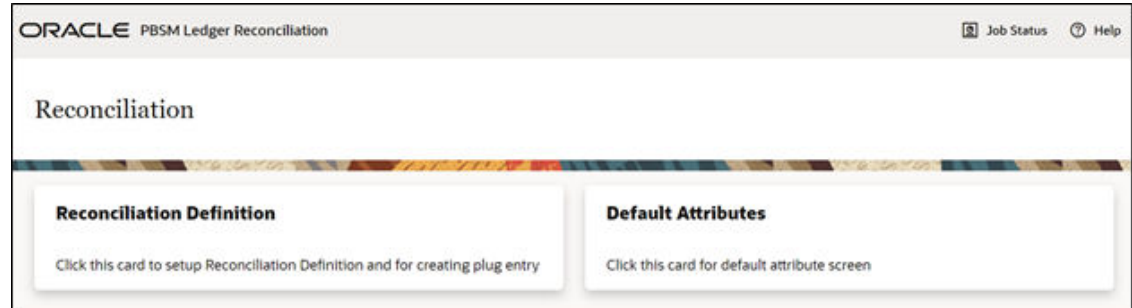 ORACLE PBSM Ledger Reconciliation Job Status Help
Reconciliation
Reconciliation Definition
Click this card to setup Reconciliation Definition and for creating plug entry
Default Attributes
Click this card for default attribute screen